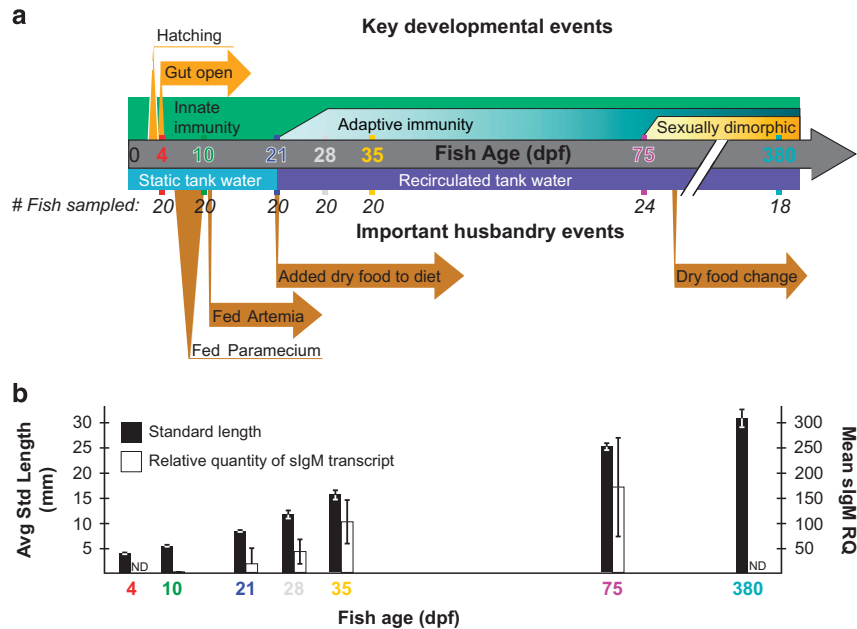 a
Key developmental events
Hatching
Gut open
Innate immunity
Adaptive immunity
Sexually dimorphic
0 4 10 21 28 35 Fish Age (dpf) 75 380
Static tank water
Recirculated tank water
# Fish sampled: 20 20 20 20 20 24 18
Important husbandry events
Added dry food to diet
Dry food change
Fed Artemia
Fed Paramecium
b
Standard length
Relative quantity of sIgM transcript
Avg Std Length
(mm)
30
25
20
15
10
5
Mean sIgM RQ
300
250
200
150
100
50
ND
ND
4 10 21 28 35 75 380
Fish age (dpf)